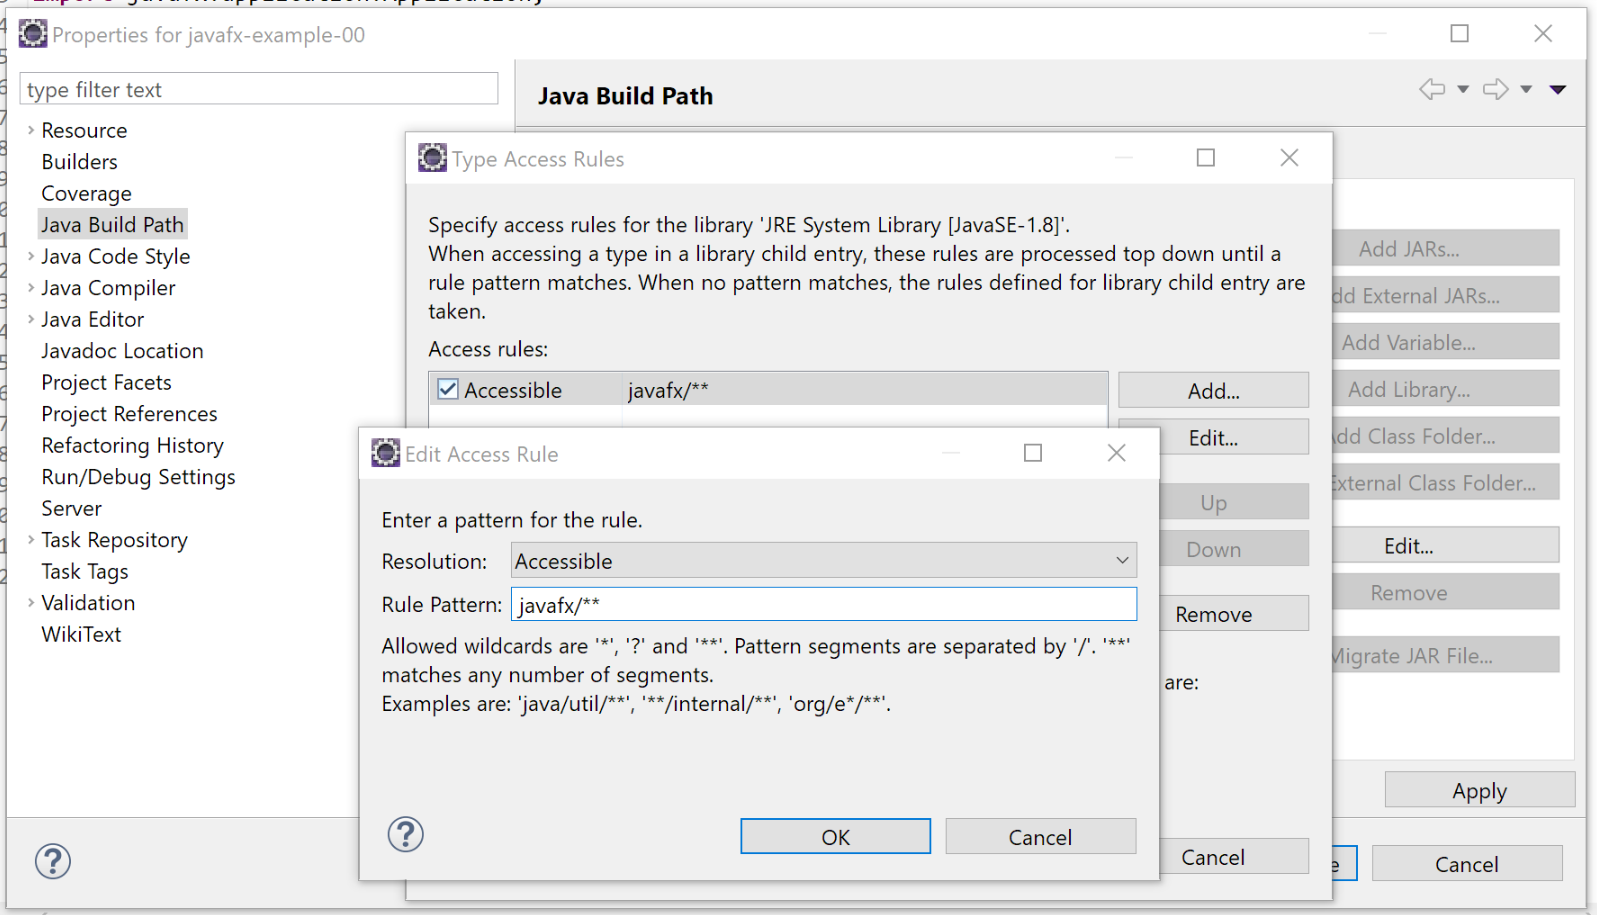 Properties for javafx-example-00
type filter text
Java Build Path
Resource
Builders
Coverage
Java Build Path
Java Code Style
Java Compiler
Java Editor
Javadoc Location
Project Facets
Project References
Refactoring History
Run/Debug Settings
Server
Task Repository
Task Tags
Validation
WikiText
Type Access Rules
Specify access rules for the library 'JRE System Library [JavaSE-1.8]'.
When accessing a type in a library child entry, these rules are processed top down until a
rule pattern matches. When no pattern matches, the rules defined for library child entry are
taken.
Access rules:
Accessible javafx/**
Add...
Edit...
Up
Down
Remove
are:
Cancel
Edit Access Rule
Enter a pattern for the rule.
Resolution: Accessible
Rule Pattern: javafx/**
Allowed wildcards are '*', '?' and '**'. Pattern segments are separated by '/'. '**'
matches any number of segments.
Examples are: 'java/util/**', '**/internal/**', 'org/e*/**'.
OK
Cancel
Add JARs...
dd External JARs...
Add Variable...
Add Library...
dd Class Folder...
External Class Folder...
Edit...
Remove
Migrate JAR File...
Apply
Cancel